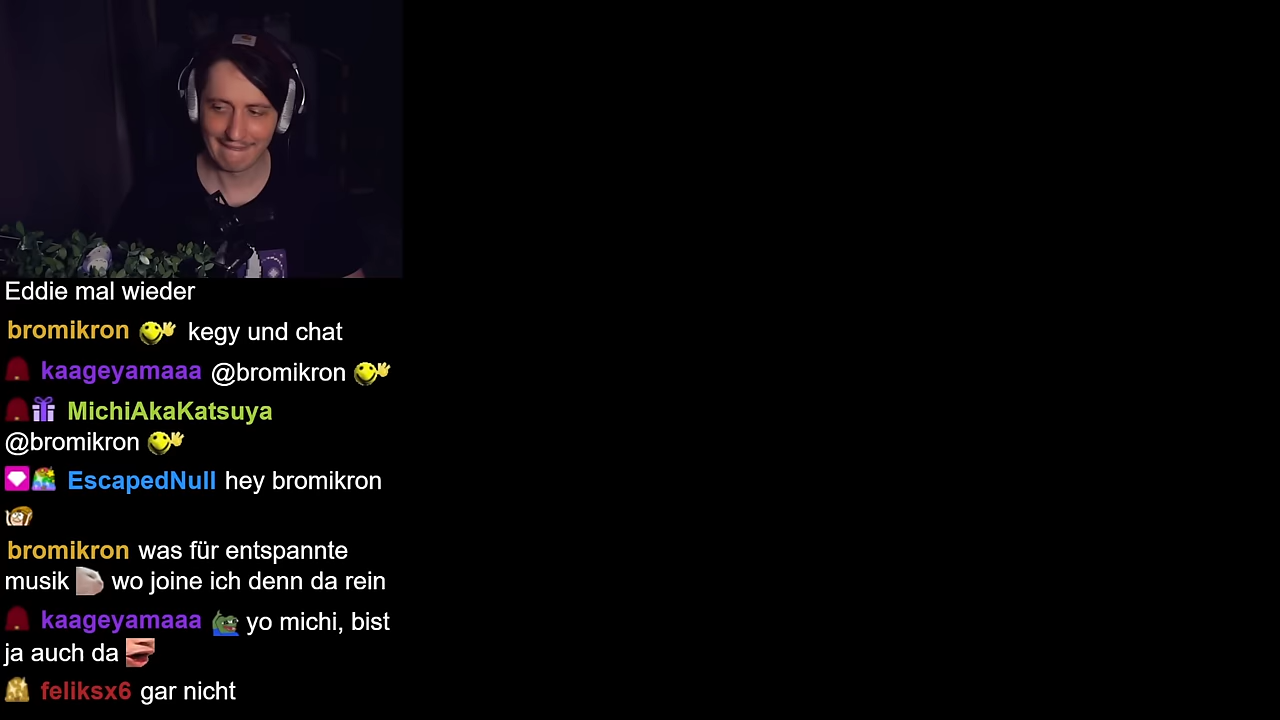 Eddie mal wieder
bromikron kegy und chat
kaageyamaaa @bromikron
MichiAkaKatsuya
@bromikron
EscapedNull hey bromikron
bromikron was für entspannte
musik wo joine ich denn da rein
kaageyamaaa yo michi, bist
ja auch da
feliksx6 gar nicht